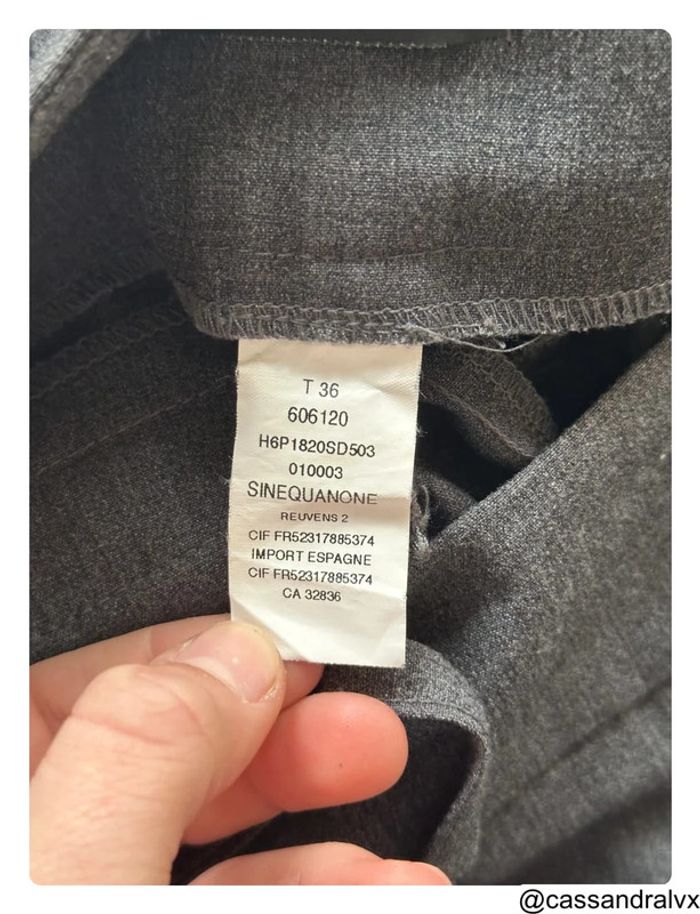 T 36
606120
H6P1820SD503
010003
SINEQUANONE
REUVENS 2
CIF FR52317885374
IMPORT ESPAGNE
CIF FR52317885374
CA 32836
@cassandralvx